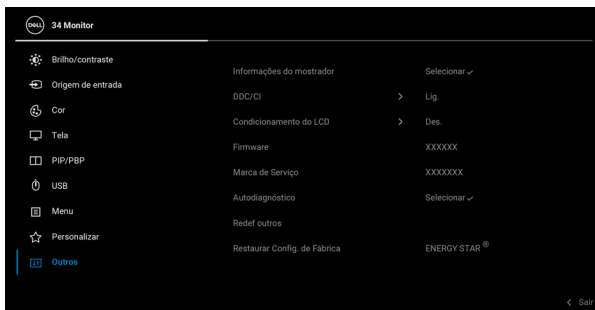 DELL 34 Monitor
Brilho/contraste
Origem de entrada
Cor
Tela
PIP/PBP
USB
Menu
Personalizar
Outros
Informações do mostrador Selecionar
DDC/CI Lig.
Condicionamento do LCD Des.
Firmware XXXXXX
Marca de Serviço XXXXXXX
Autodiagnóstico Selecionar
Redef outros
Restaurar Config. de Fábrica ENERGY STAR®
Sair